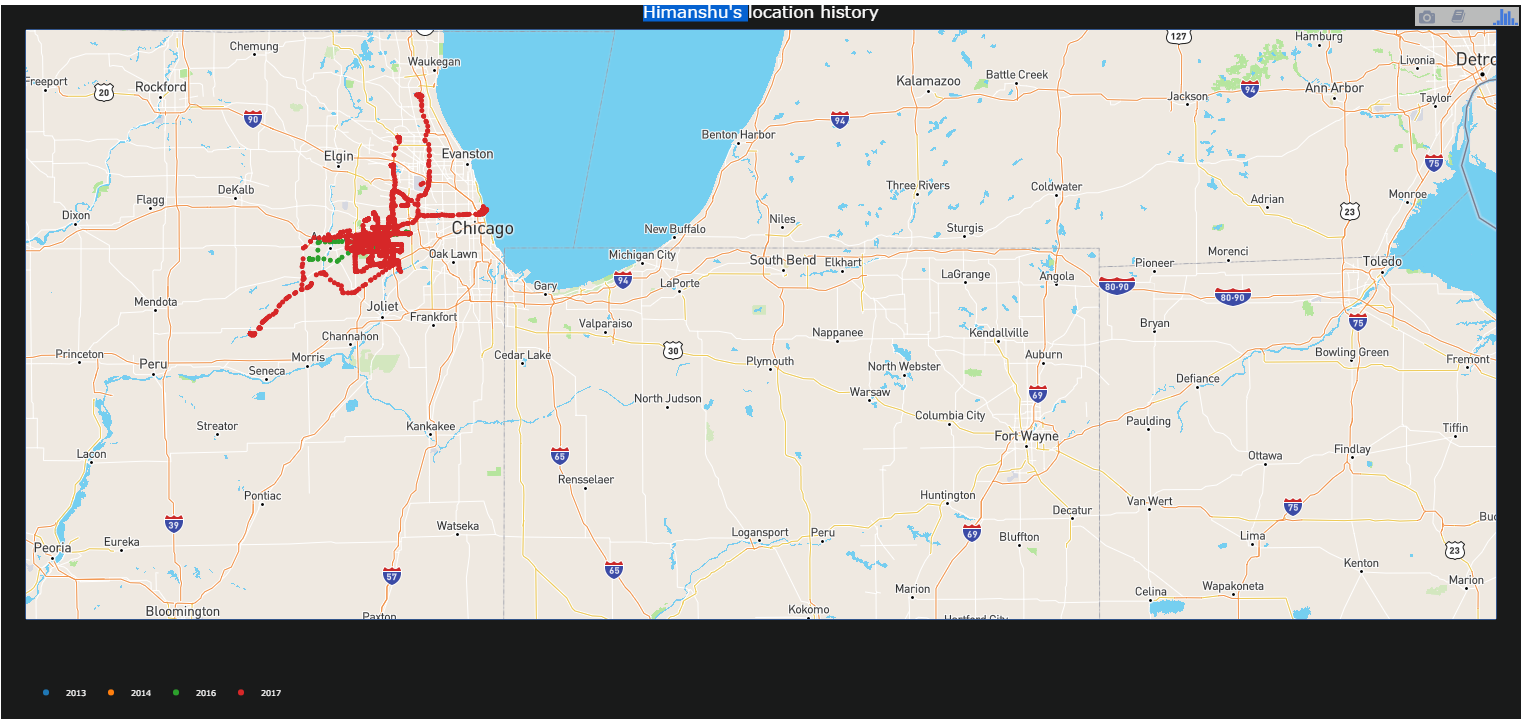 Himanshu's location history
127
Hamburg
Chemung
Waukegan
Livonia
Detro
Freeport
Rockford
20
Kalamazoo
Battle Creek
94
Ann Arbor
Jackson
Taylor
90
94
Benton Harbor
Elgin
Evanston
75
DeKalb
Three Rivers
Coldwater
Monroe
Flagg
Adrian
Dixon
23
Niles
Chicago
New Buffalo
Sturgis
Oak Lawn
Michigan City
South Bend
Elkhart
Morenci
Pioneer
Toledo
94
LaGrange
Angola
Gary
LaPorte
80-90
80-90
Mendota
Joliet
Frankfort
Valparaiso
Nappanee
Kendallville
Bryan
75
Channahon
Princeton
Peru
Morris
Seneca
Cedar Lake
30
Plymouth
North Webster
Auburn
Bowling Green
Fremont
Defiance
Warsaw
69
North Judson
Columbia City
Paulding
Streator
Kankakee
Fort Wayne
Tiffin
Lacon
65
Ottawa
Findlay
Rensselaer
Pontiac
Huntington
Van Wert
75
Decatur
39
Watseka
Logansport
Peru
69
Bluffton
Lima
Buc
Peoria
Eureka
23
57
65
Kenton
Marion
Wapakoneta
Marion
Celina
Bloomington
Paxton
Kokomo
Hartford City
2013
2014
2016
2017